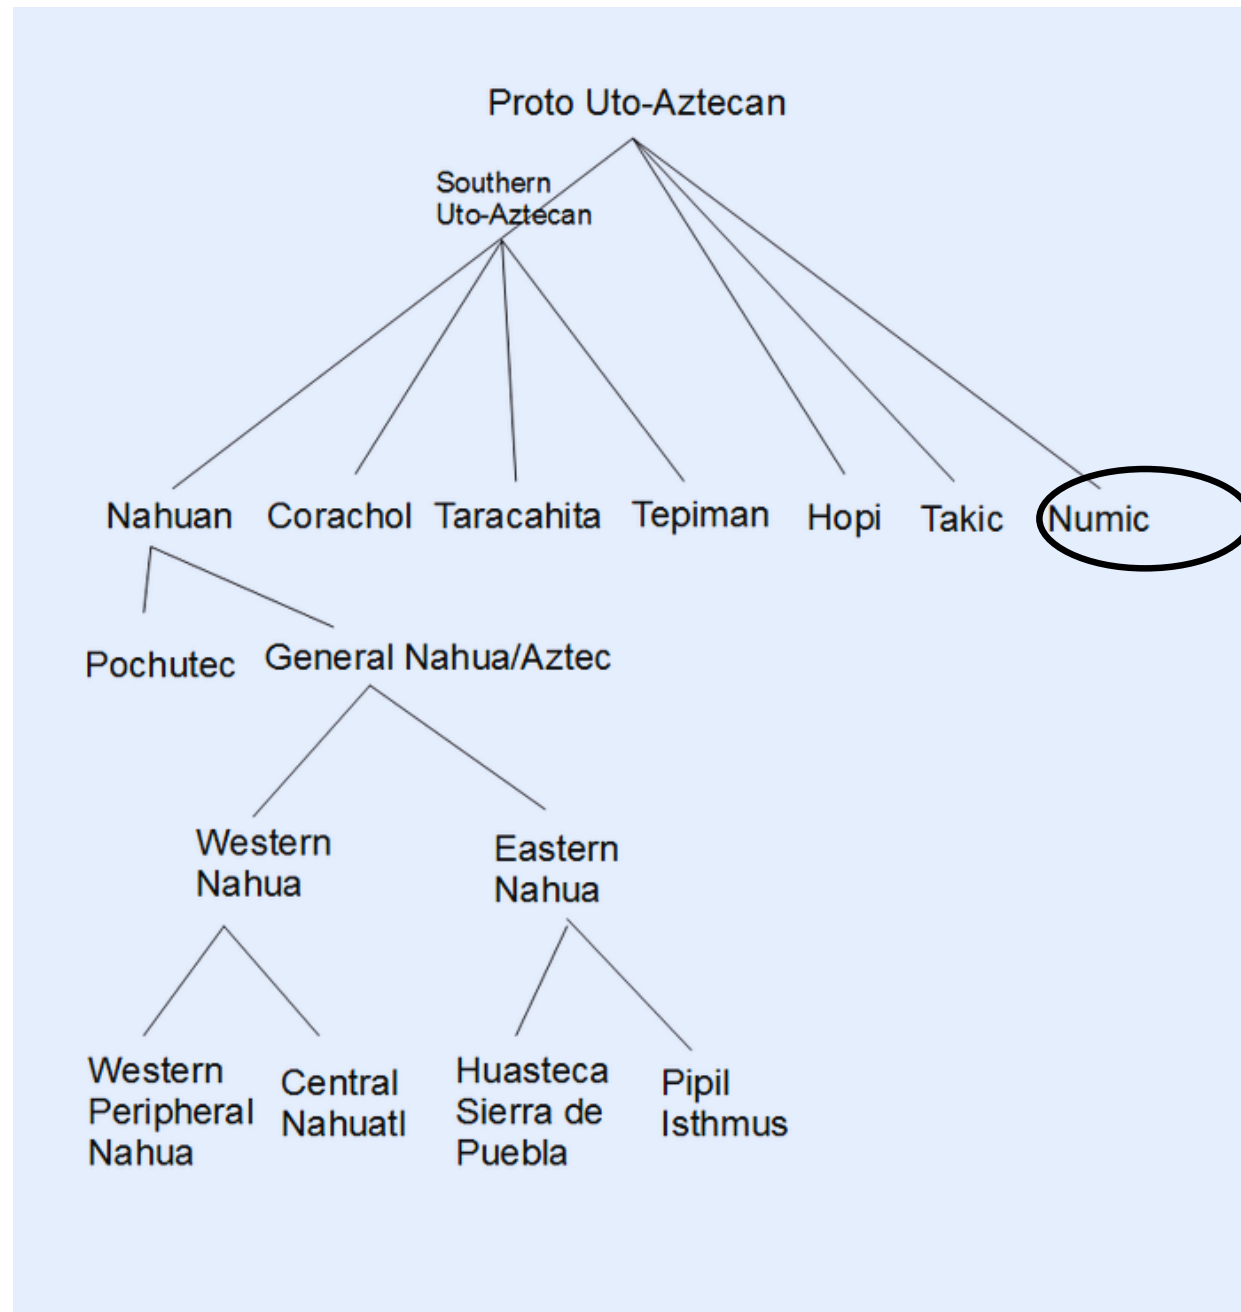 Proto Uto-Aztecan
Southern
Uto-Aztecan
Nahuan
Corachol
Taracahita
Tepiman
Hopi
Takic
Numic
Pochutec
General Nahua/Aztec
Western
Nahua
Eastern
Nahua
Western
Peripheral
Nahua
Central
Nahuatl
Huasteca
Sierra de
Puebla
Pipil
Isthmus